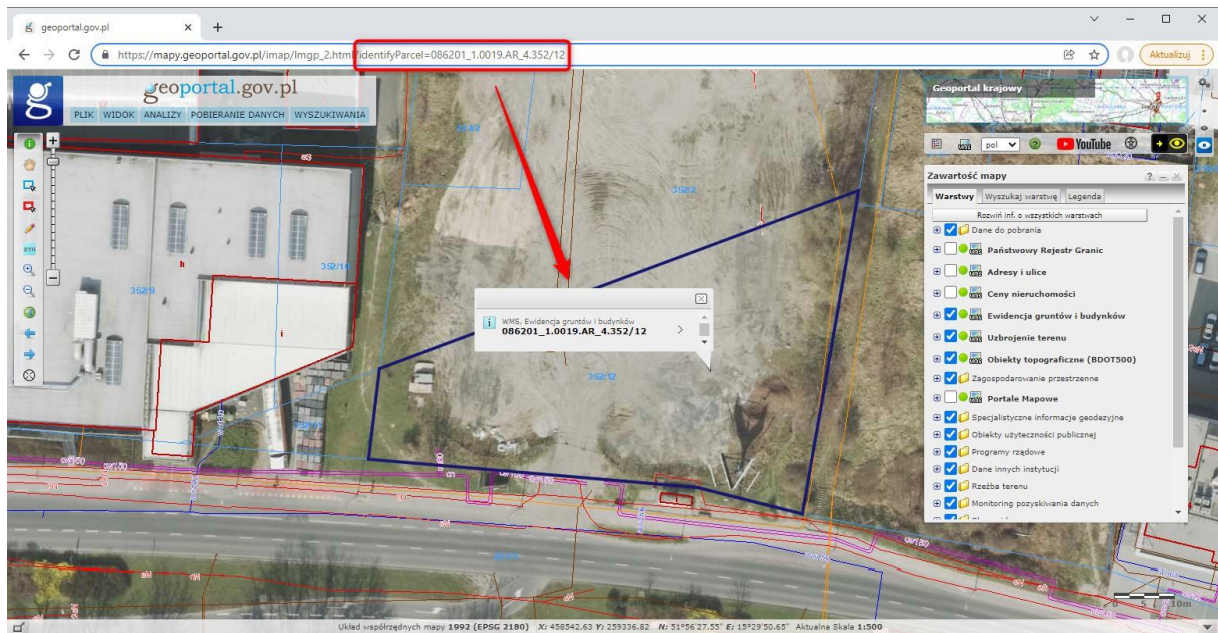 geoportal.gov.pl
https://mapy.geoportal.gov.pl/imap/Imgp_2.html?identifyParcel=086201_1.0019.AR_4.352/12
Aktualizuj
geoportal.gov.pl
PLIK WIDOK ANALIZY POBIERANIE DANYCH WYSZUKIWANIA
Geoportal krajowy
pol YouTube
Zawartość mapy
Warstwy Wyszukaj warstwę Legenda
Rozwiń inf. o wszystkich warstwach
Dane do pobrania
Państwowy Rejestr Granic
Adresy i ulice
Ceny nieruchomości
Ewidencja gruntów i budynków
Uzbrojenie terenu
Obiekty topograficzne (BDOT500)
Zagospodarowanie przestrzenne
Portale Mapowe
Specjalistyczne informacje geodezyjne
Obiekty użyteczności publicznej
Programy rządowe
Dane innych instytucji
Rzeźba terenu
Monitoring pozyskiwania danych
XYH
352/2
h
352/10
352/9
i
WMS, Ewidencja gruntów i budynków
086201_1.0019.AR_4.352/12
352/12
0 5 10m
Układ współrzędnych mapy 1992 (EPSG 2180) X: 458542.63 Y: 259336.82 N: 51°56'27.55" E: 15°29'50.65" Aktualna Skala 1:500